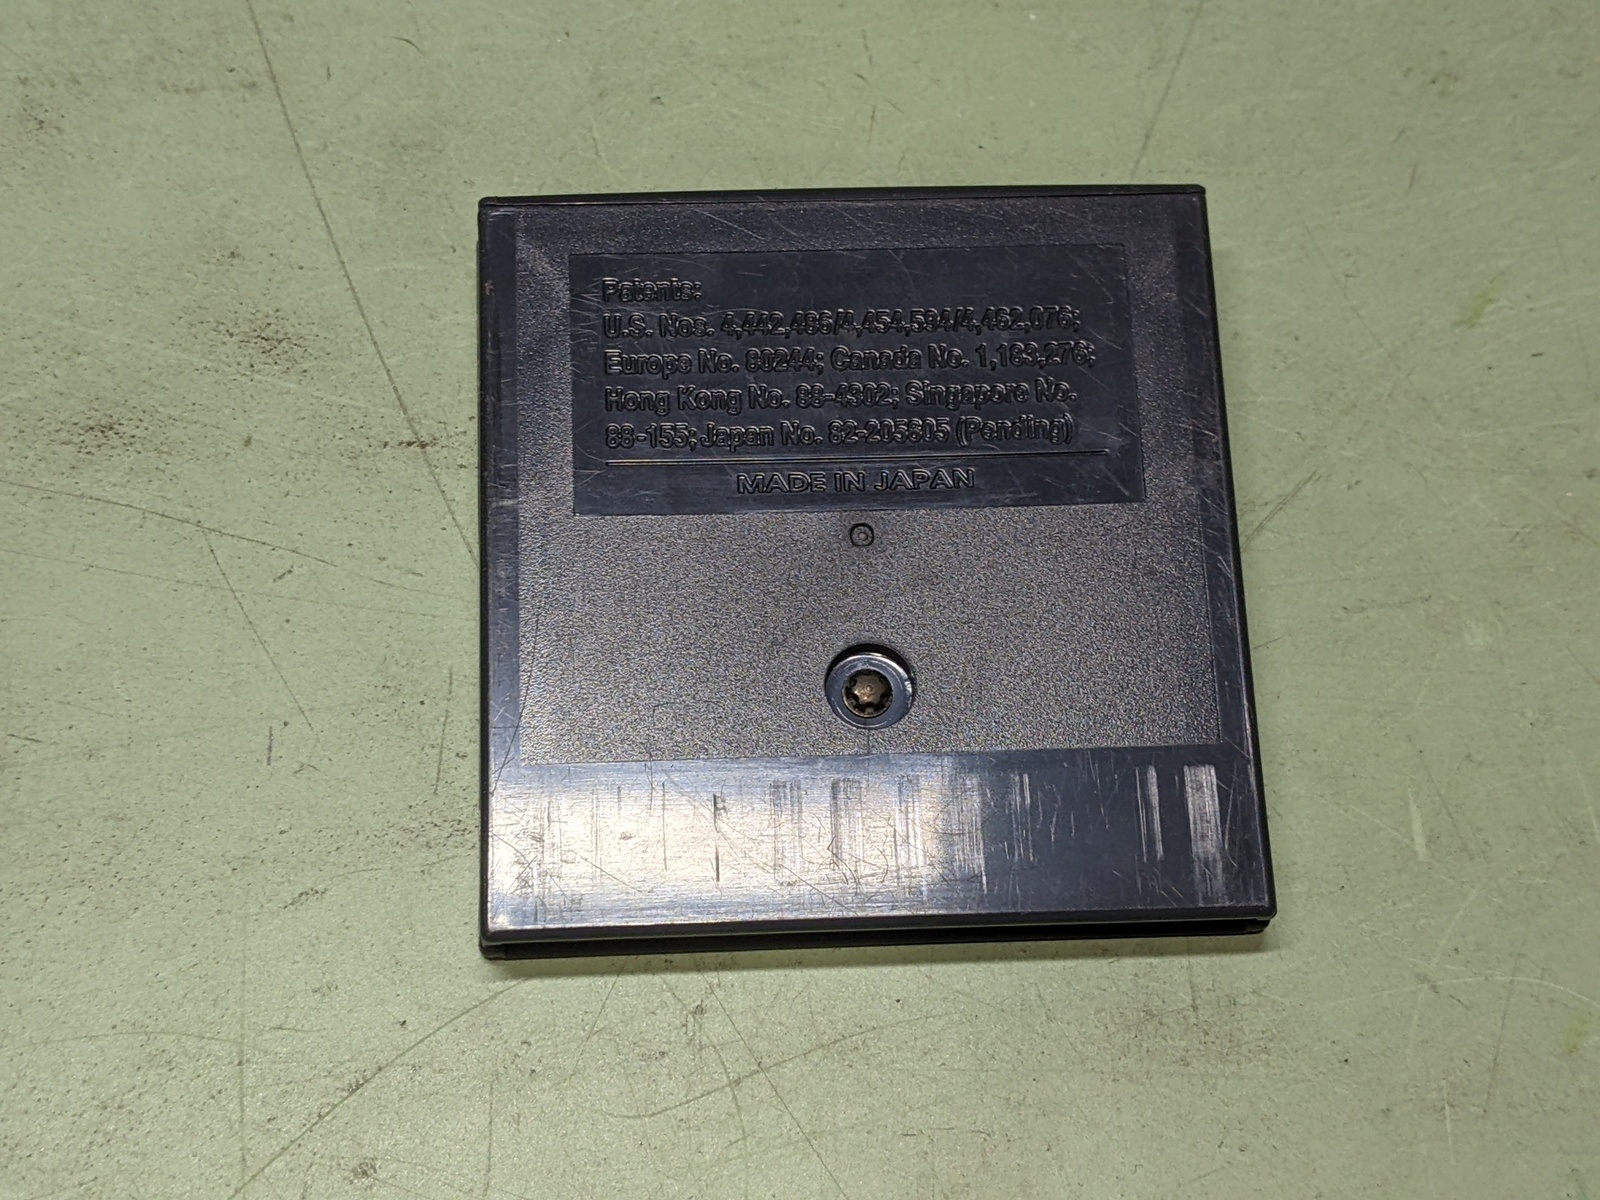 Patents:
U.S. Nos. 4,442,486/4,454,594/4,462,076;
Europe No. 80244; Canada No. 1,183,276;
Hong Kong No. 88-4302; Singapore No.
88-155; Japan No. 82-205605 (Pending)
MADE IN JAPAN